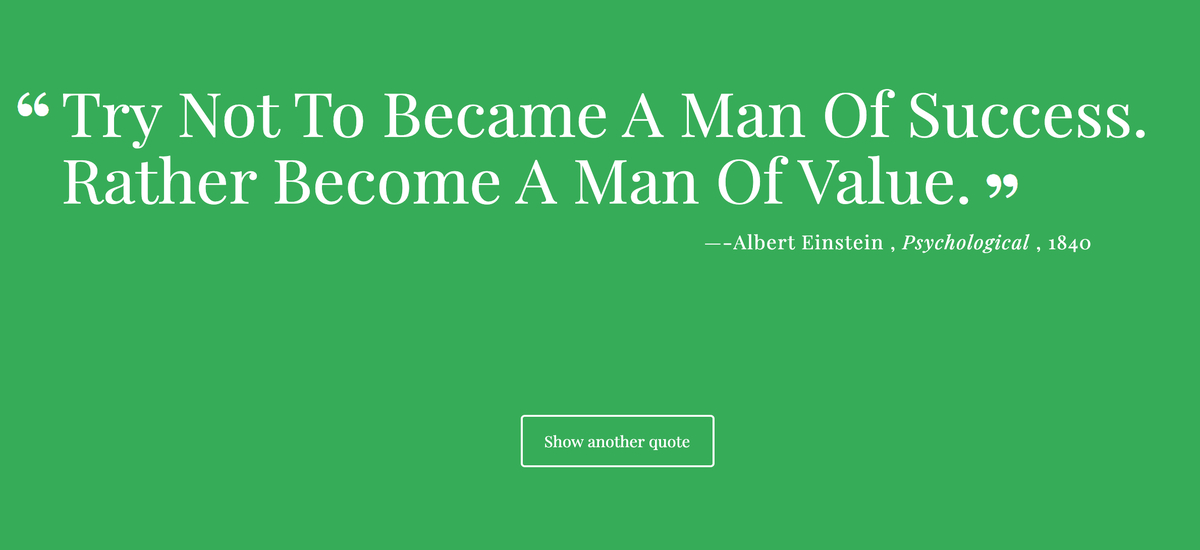 “ Try Not To Became A Man Of Success.
Rather Become A Man Of Value. ”
—-Albert Einstein , Psychological , 1840
Show another quote